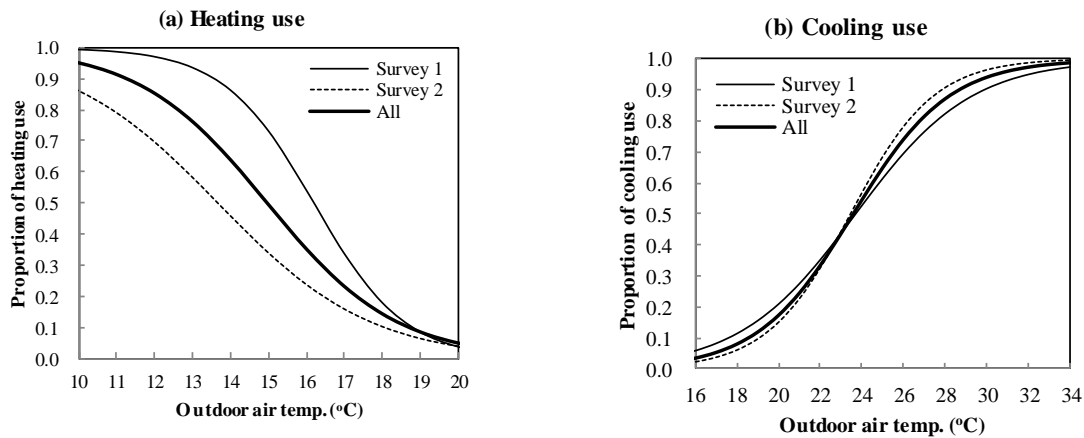 (a) Heating use
1.0
0.9
0.8
0.7
0.6
0.5
0.4
0.3
0.2
0.1
0.0
Proportion of heating use
Survey 1
Survey 2
All
10 11 12 13 14 15 16 17 18 19 20
Outdoor air temp. (°C)
(b) Cooling use
1.0
0.9
0.8
0.7
0.6
0.5
0.4
0.3
0.2
0.1
0.0
Proportion of cooling use
Survey 1
Survey 2
All
16 18 20 22 24 26 28 30 32 34
Outdoor air temp. (°C)